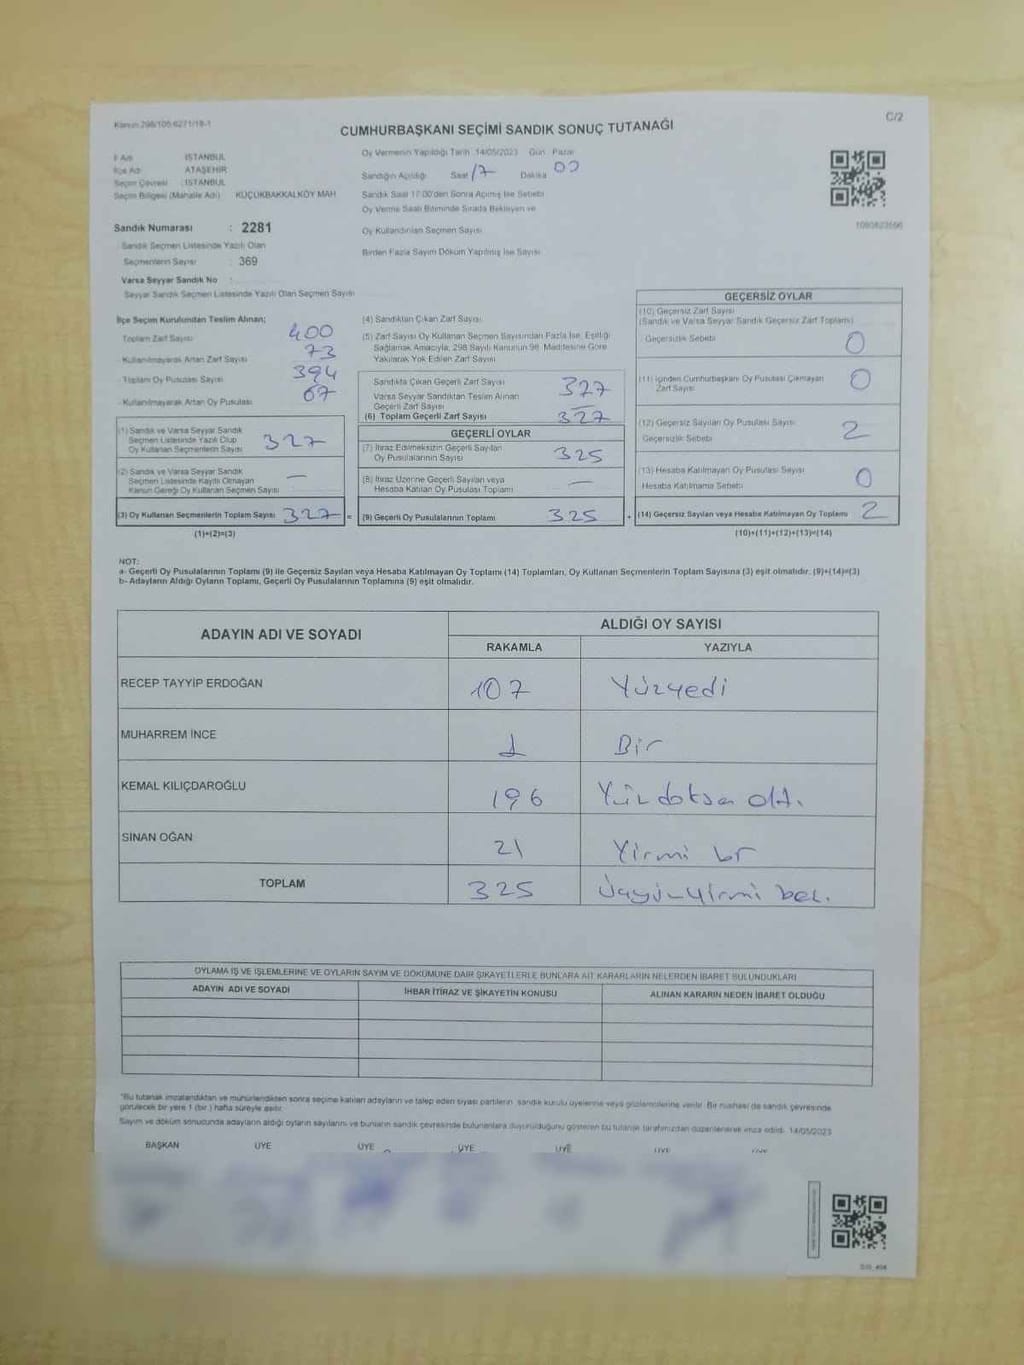 C/2
CUMHURBAŞKANI SEÇİMİ SANDIK SONUÇ TUTANAĞI
İl Adı : İSTANBUL
İlçe Adı : ATAŞEHİR
Seçim Çevresi : İSTANBUL
Seçim Bölgesi (Mahalle Adı) KÜÇÜKBAKKALKÖY MAH
Sandık Numarası : 2281
Sandık Seçmen Listesinde Yazılı Olan
Seçmenlerin Sayısı : 369
Varsa Seyyar Sandık No :
Seyyar Sandık Seçmen Listesinde Yazılı Olan Seçmen Sayısı
Oy Vermenin Yapıldığı Tarih 14/05/2023 Gün Pazar
Sandığın Açıldığı Saat 17 Dakika 00
Sandık Saat 17:00'den Sonra Açılmış İse Sebebi
Oy Verme Saati Bitiminde Sırada Bekleyen ve
Oy Kullandırılan Seçmen Sayısı
Birden Fazla Sayım Döküm Yapılmış İse Sayısı
İlçe Seçim Kurulundan Teslim Alınan;
Toplam Zarf Sayısı 400
- Kullanılmayarak Artan Zarf Sayısı 73
- Toplam Oy Pusulası Sayısı 394
- Kullanılmayarak Artan Oy Pusulası 67
(1) Sandık ve Varsa Seyyar Sandık
Seçmen Listesinde Yazılı Olup
Oy Kullanan Seçmenlerin Sayısı 327
(2) Sandık ve Varsa Seyyar Sandık
Seçmen Listesinde Kayıtlı Olmayan
Kanun Gereği Oy Kullanan Seçmen Sayısı —
(3) Oy Kullanan Seçmenlerin Toplam Sayısı 327 =
(1)+(2)=(3)
(4) Sandıktan Çıkan Zarf Sayısı
(5) Zarf Sayısı Oy Kullanan Seçmen Sayısından Fazla İse, Eşitliği
Sağlamak Amacıyla, 298 Sayılı Kanunun 98. Maddesine Göre
Yakılarak Yok Edilen Zarf Sayısı
Sandıkta Çıkan Geçerli Zarf Sayısı 327
Varsa Seyyar Sandıktan Teslim Alınan
Geçerli Zarf Sayısı —
(6) Toplam Geçerli Zarf Sayısı 327
GEÇERLİ OYLAR
(7) İtiraz Edilmeksizin Geçerli Sayılan
Oy Pusulalarının Sayısı 325
(8) İtiraz Üzerine Geçerli Sayılan veya
Hesaba Katılan Oy Pusulası Toplamı —
(9) Geçerli Oy Pusulalarının Toplamı 325 +
GEÇERSİZ OYLAR
(10) Geçersiz Zarf Sayısı
(Sandık ve Varsa Seyyar Sandık Geçersiz Zarf Toplamı)
Geçersizlik Sebebi 0
(11) İçinden Cumhurbaşkanı Oy Pusulası Çıkmayan
Zarf Sayısı 0
(12) Geçersiz Sayılan Oy Pusulası Sayısı
Geçersizlik Sebebi 2
(13) Hesaba Katılmayan Oy Pusulası Sayısı
Hesaba Katılmama Sebebi 0
(14) Geçersiz Sayılan veya Hesaba Katılmayan Oy Toplamı 2
(10)+(11)+(12)+(13)=(14)
NOT:
a- Geçerli Oy Pusulalarının Toplamı (9) ile Geçersiz Sayılan veya Hesaba Katılmayan Oy Toplamı (14) Toplamları, Oy Kullanan Seçmenlerin Toplam Sayısına (3) eşit olmalıdır. (9)+(14)=(3)
b- Adayların Aldığı Oyların Toplamı, Geçerli Oy Pusulalarının Toplamına (9) eşit olmalıdır.
ADAYIN ADI VE SOYADI ALDIĞI OY SAYISI
RAKAMLA YAZIYLA
RECEP TAYYİP ERDOĞAN 107 Yüzyedi
MUHARREM İNCE 1 Bir
KEMAL KILIÇDAROĞLU 196 Yüz doksan altı.
SİNAN OĞAN 21 Yirmi bir
TOPLAM 325 Üçyüz yirmi beş.
OYLAMA İŞ VE İŞLEMLERİNE VE OYLARIN SAYIM VE DÖKÜMÜNE DAİR ŞİKAYETLERLE BUNLARA AİT KARARLARIN NELERDEN İBARET BULUNDUKLARI
ADAYIN ADI VE SOYADI İHBAR İTİRAZ VE ŞİKAYETİN KONUSU ALINAN KARARIN NEDEN İBARET OLDUĞU
*Bu tutanak imzalandıktan ve mühürlendikten sonra seçime katılan adayların ve talep eden siyasi partilerin sandık kurulu üyelerine veya gözlemcilerine verilir. Bir nüshası da sandık çevresinde
görülecek bir yere 1 (bir) hafta süreyle asılır.
Sayım ve döküm sonucunda adayların aldığı oyların sayılarını ve bunların sandık çevresinde bulunanlara duyurulduğunu gösteren bu tutanak tarafımızdan düzenlenerek imza edildi. 14/05/2023
BAŞKAN ÜYE ÜYE ÜYE ÜYE ÜYE ÜYE